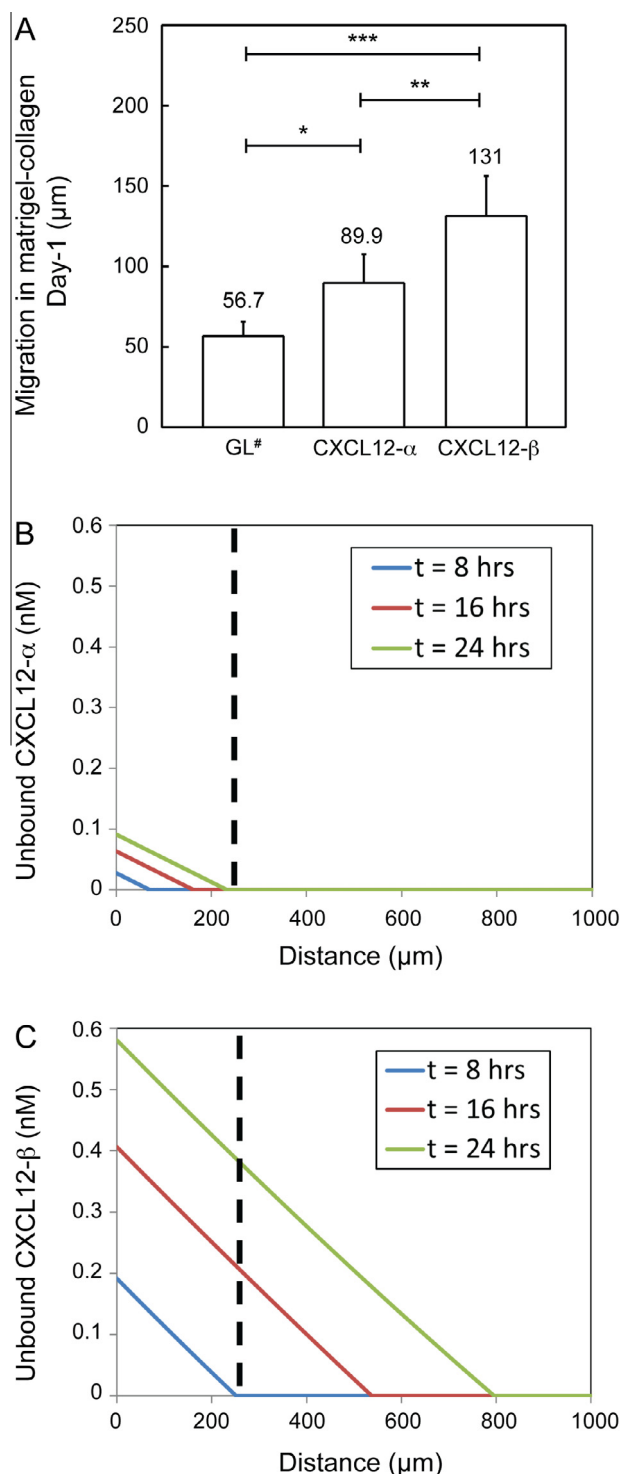 A
Migration in matrigel-collagen
Day-1 (µm)
250
200
150
100
50
0
***
**
*
56.7
89.9
131
GL#
CXCL12-α
CXCL12-β
B
Unbound CXCL12-α (nM)
0.6
0.5
0.4
0.3
0.2
0.1
0
t = 8 hrs
t = 16 hrs
t = 24 hrs
0 200 400 600 800 1000
Distance (µm)
C
Unbound CXCL12-β (nM)
0.6
0.5
0.4
0.3
0.2
0.1
0
t = 8 hrs
t = 16 hrs
t = 24 hrs
0 200 400 600 800 1000
Distance (µm)